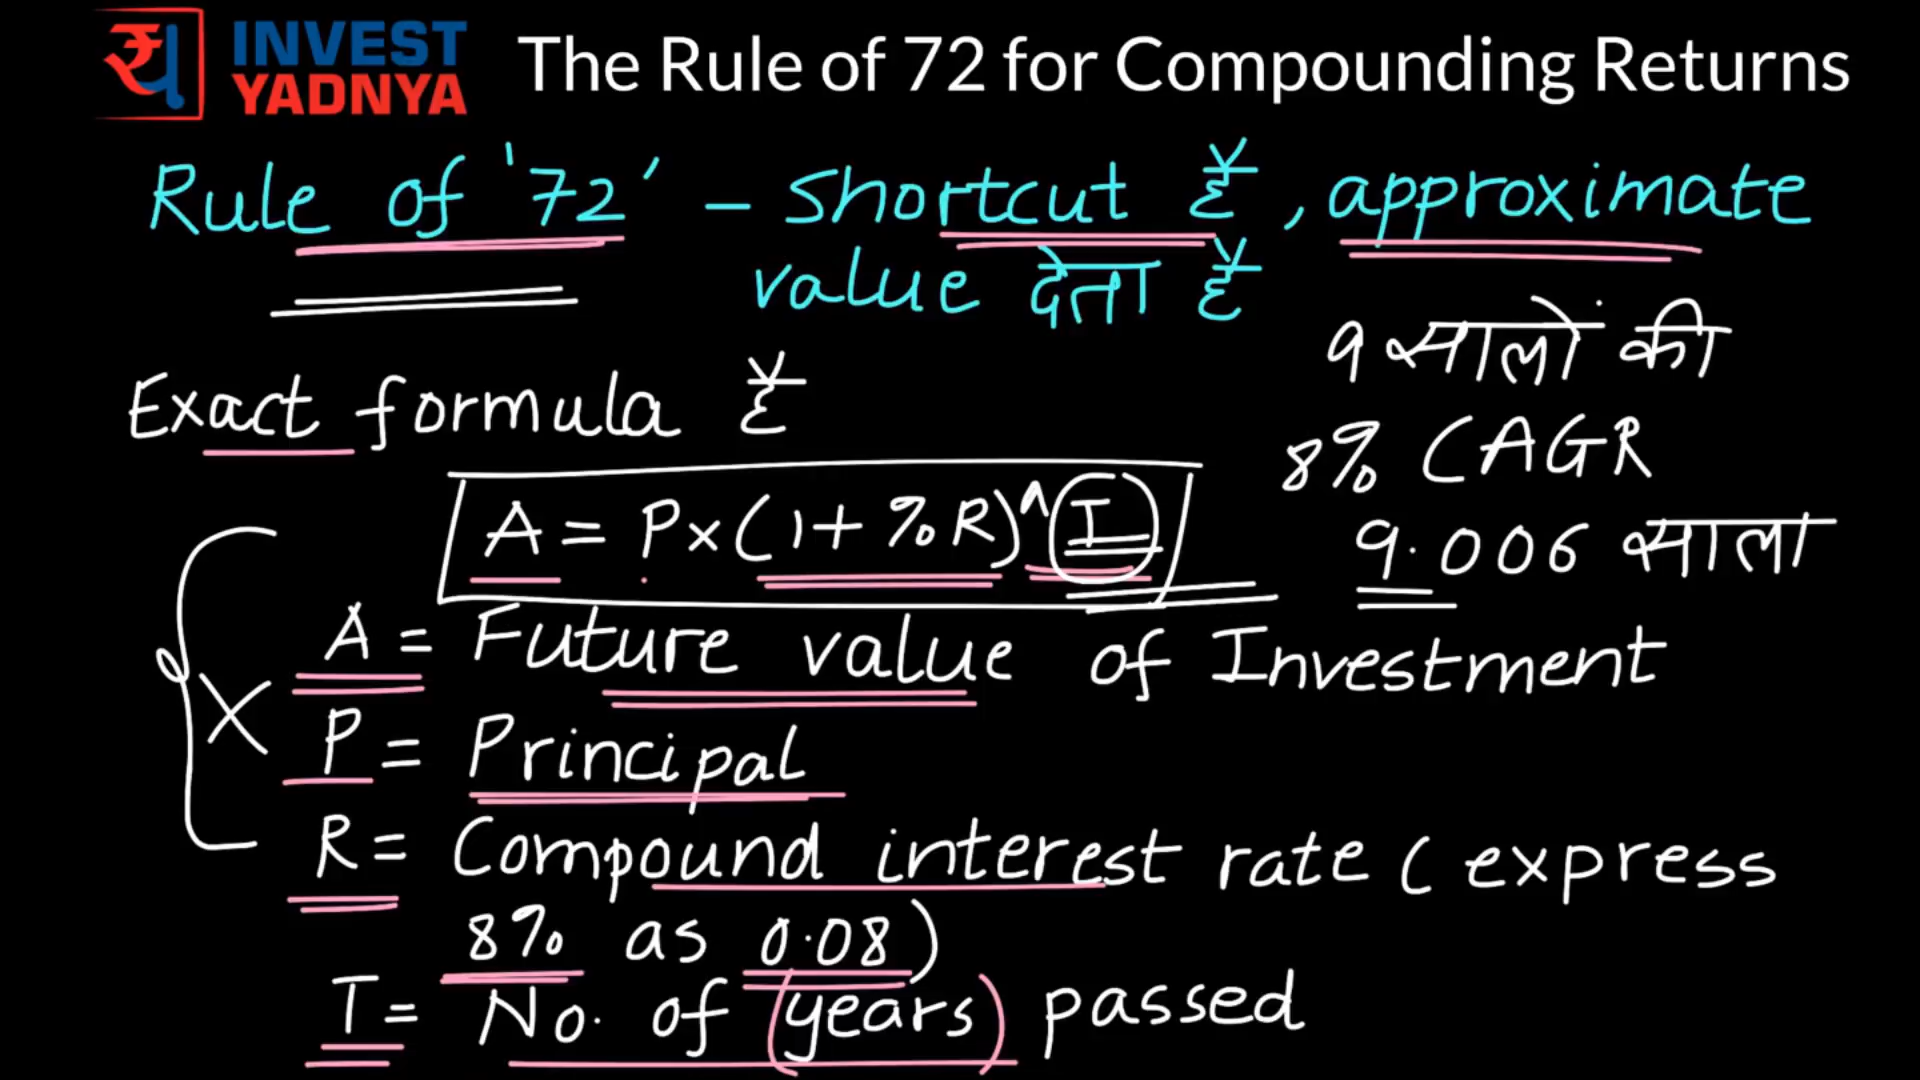 य INVEST
YADNYA
The Rule of 72 for Compounding Returns
Rule of '72' – Shortcut है, approximate
value देता है
9 सालों की
Exact formula है
8% CAGR
A = P×(1+ %R)^T
9.006 साल
A = Future value of Investment
P = Principal
R = Compound interest rate (express
8% as 0.08)
T = No. of (years) passed